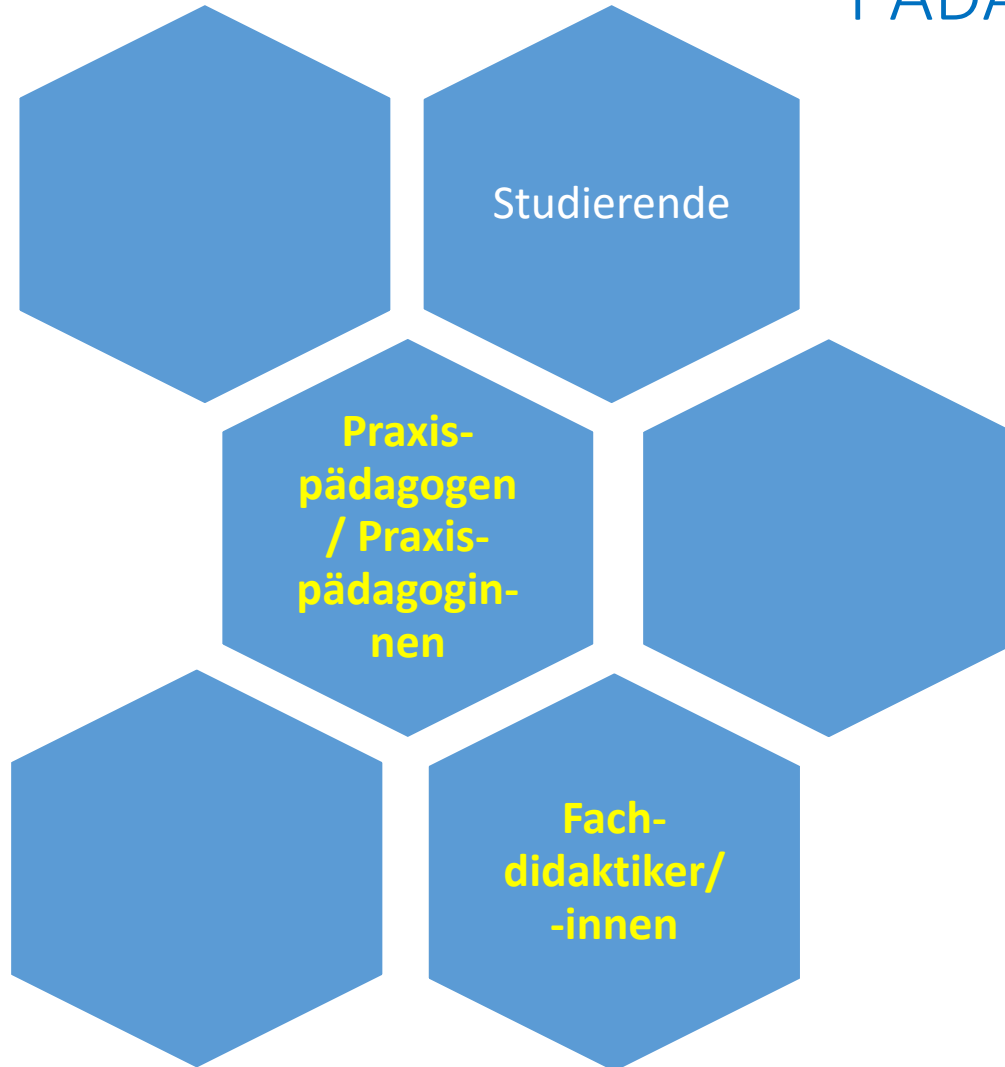 Studierende
Praxis-
pädagogen
/ Praxis-
pädagogin-
nen
Fach-
didaktiker/
-innen